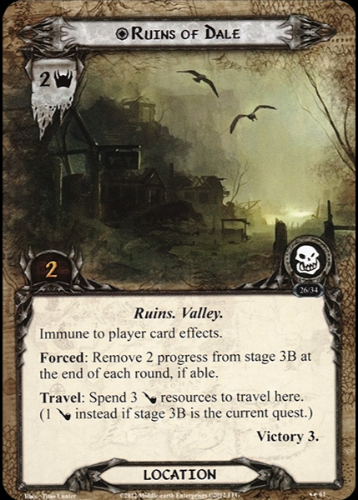 RUINS OF DALE
2
2
26/34
Ruins. Valley.
Immune to player card effects.
Forced: Remove 2 progress from stage 3B at
the end of each round, if able.
Travel: Spend 3 resources to travel here.
(1 instead if stage 3B is the current quest.)
Victory 3.
LOCATION